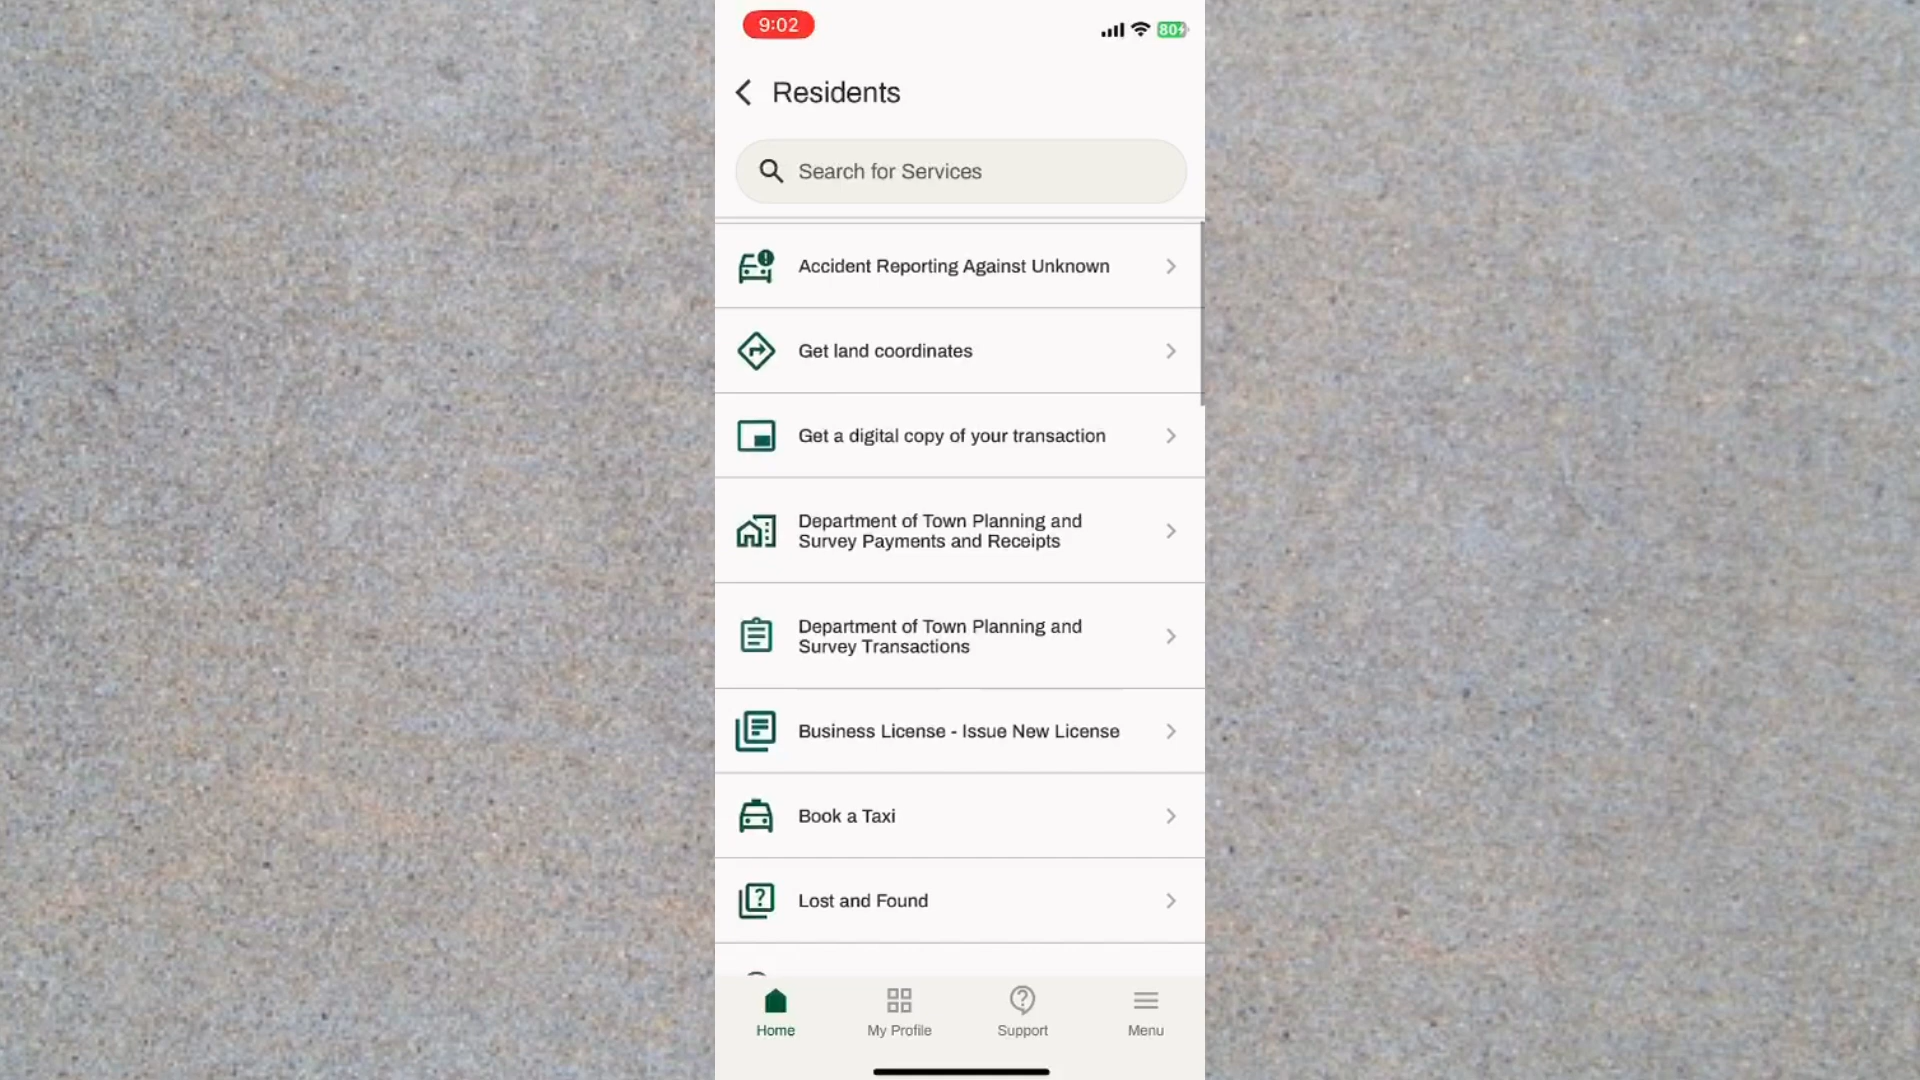 9:02
80
Residents
Search for Services
Accident Reporting Against Unknown
Get land coordinates
Get a digital copy of your transaction
Department of Town Planning and
Survey Payments and Receipts
Department of Town Planning and
Survey Transactions
Business License - Issue New License
Book a Taxi
Lost and Found
Home
My Profile
Support
Menu